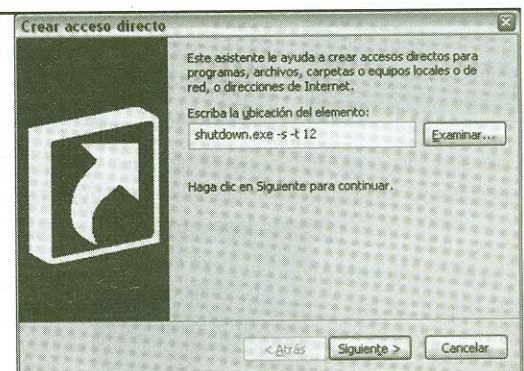 Crear acceso directo
Este asistente le ayuda a crear accesos directos para
programas, archivos, carpetas o equipos locales o de
red, o direcciones de Internet.
Escriba la ubicación del elemento:
shutdown.exe -s -t 12
Examinar...
Haga clic en Siguiente para continuar.
< Atrás
Siguiente >
Cancelar